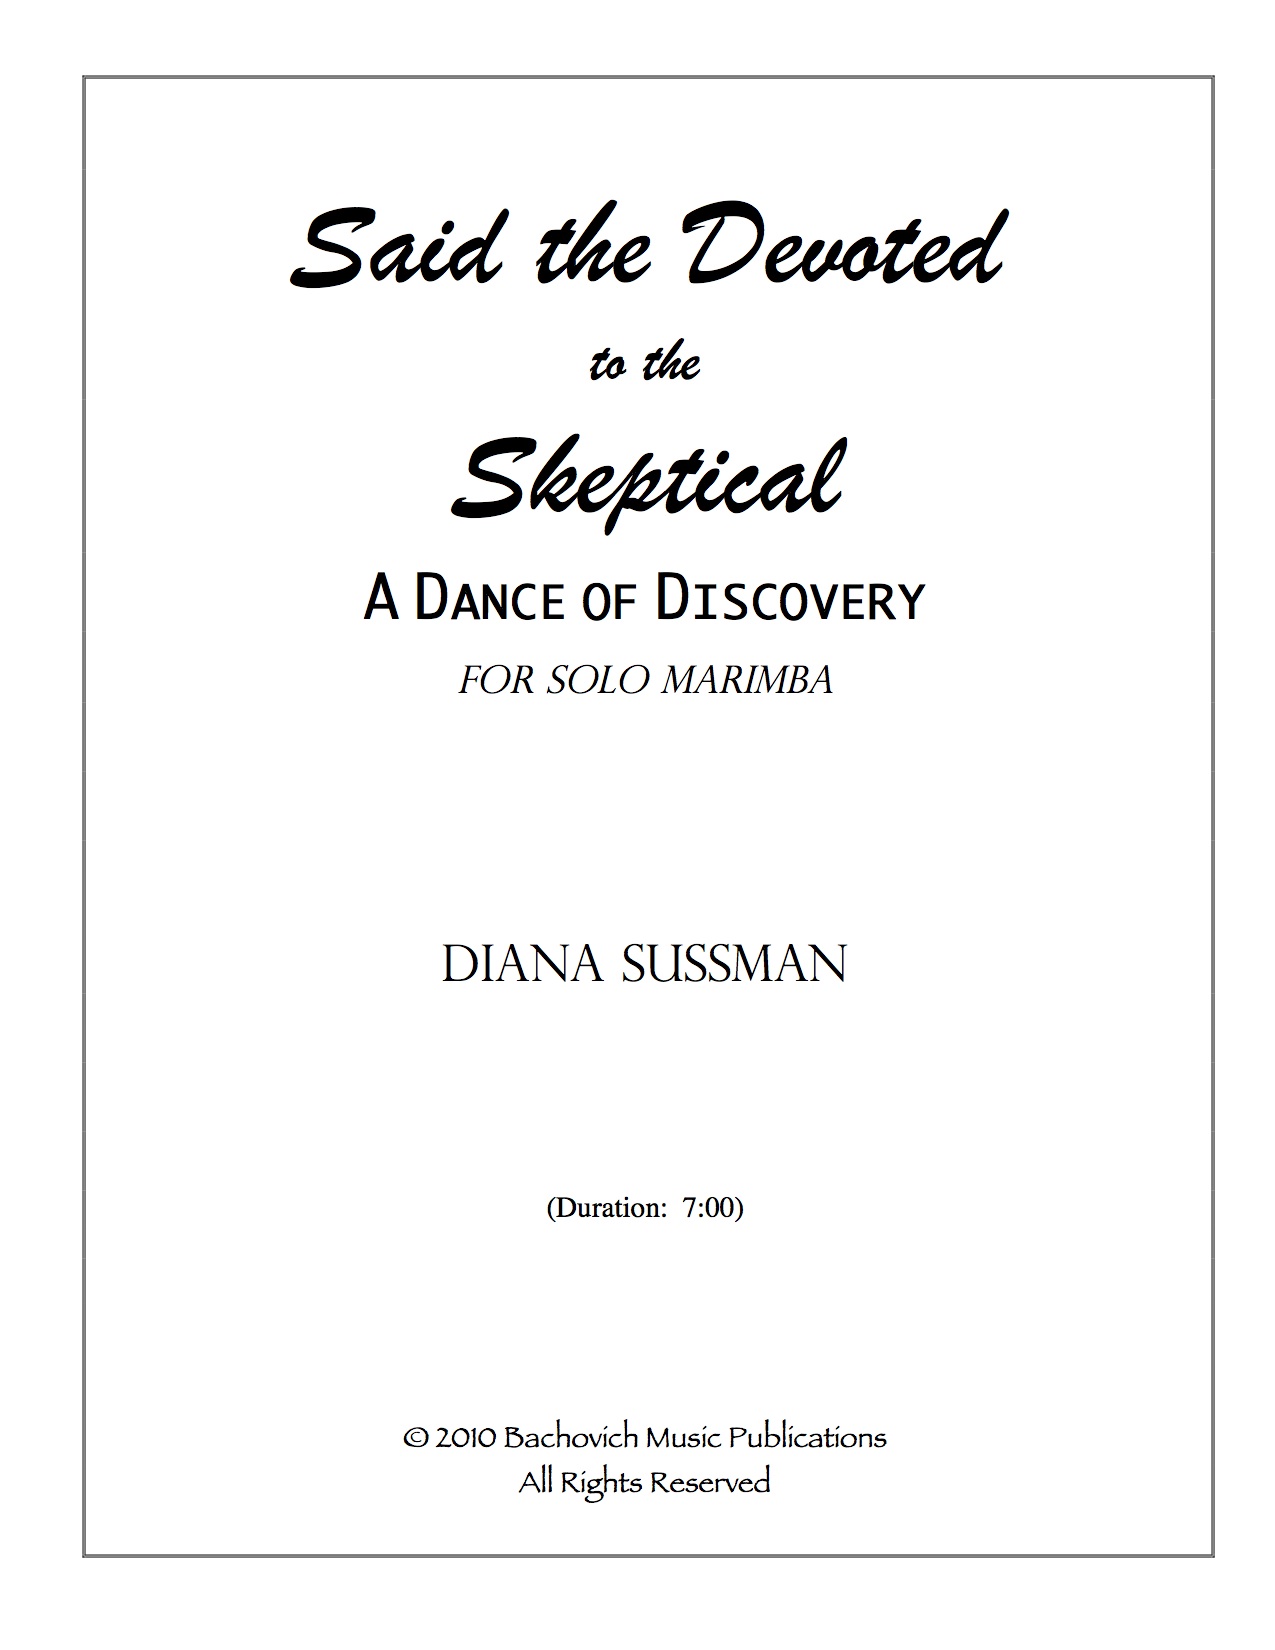 Said the Devoted
to the
Skeptical
A DANCE OF DISCOVERY
FOR SOLO MARIMBA
DIANA SUSSMAN
(Duration:  7:00)
© 2010 Bachovich Music Publications
All Rights Reserved